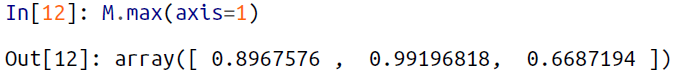 In[12]: M.max(axis=1)
Out[12]: array([ 0.8967576 ,  0.99196818,  0.6687194 ])